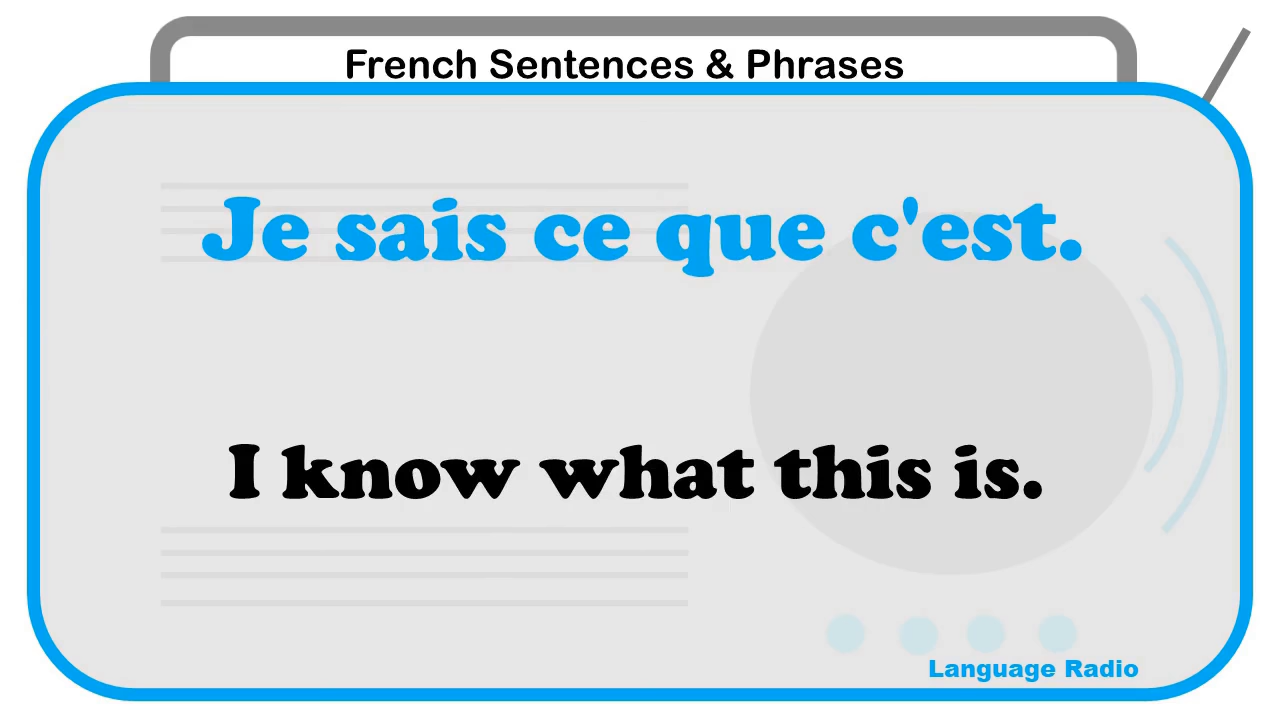 French Sentences & Phrases
Je sais ce que c'est.
I know what this is.
Language Radio